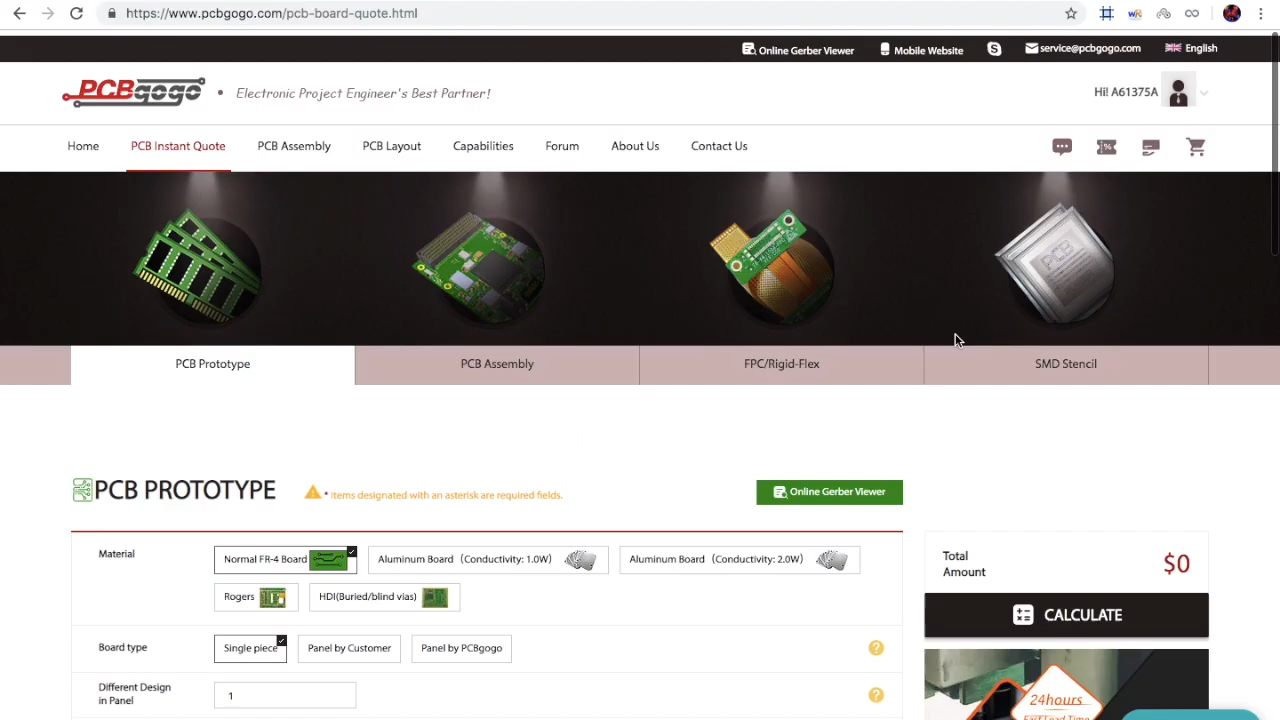 https://www.pcbgogo.com/pcb-board-quote.html
Online Gerber Viewer
Mobile Website
service@pcbgogo.com
English
PCBgogo
Electronic Project Engineer's Best Partner!
Hi! A61375A
Home
PCB Instant Quote
PCB Assembly
PCB Layout
Capabilities
Forum
About Us
Contact Us
PCB
PCB Prototype
PCB Assembly
FPC/Rigid-Flex
SMD Stencil
PCB PROTOTYPE
* Items designated with an asterisk are required fields.
Online Gerber Viewer
Material
Normal FR-4 Board
Aluminum Board（Conductivity: 1.0W）
Aluminum Board（Conductivity: 2.0W）
Rogers
HDI(Buried/blind vias)
Total
Amount
$0
CALCULATE
Board type
Single piece
Panel by Customer
Panel by PCBgogo
?
Different Design
in Panel
1
?
24hours
Fast Lead Time